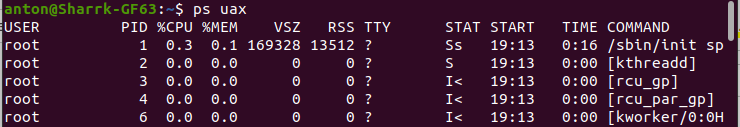 anton@Sharrk-GF63:~$ ps uax
USER         PID %CPU %MEM    VSZ   RSS TTY      STAT START   TIME COMMAND
root           1  0.3  0.1 169328 13512 ?        Ss   19:13   0:16 /sbin/init sp
root           2  0.0  0.0      0     0 ?        S    19:13   0:00 [kthreadd]
root           3  0.0  0.0      0     0 ?        I<   19:13   0:00 [rcu_gp]
root           4  0.0  0.0      0     0 ?        I<   19:13   0:00 [rcu_par_gp]
root           6  0.0  0.0      0     0 ?        I<   19:13   0:00 [kworker/0:0H